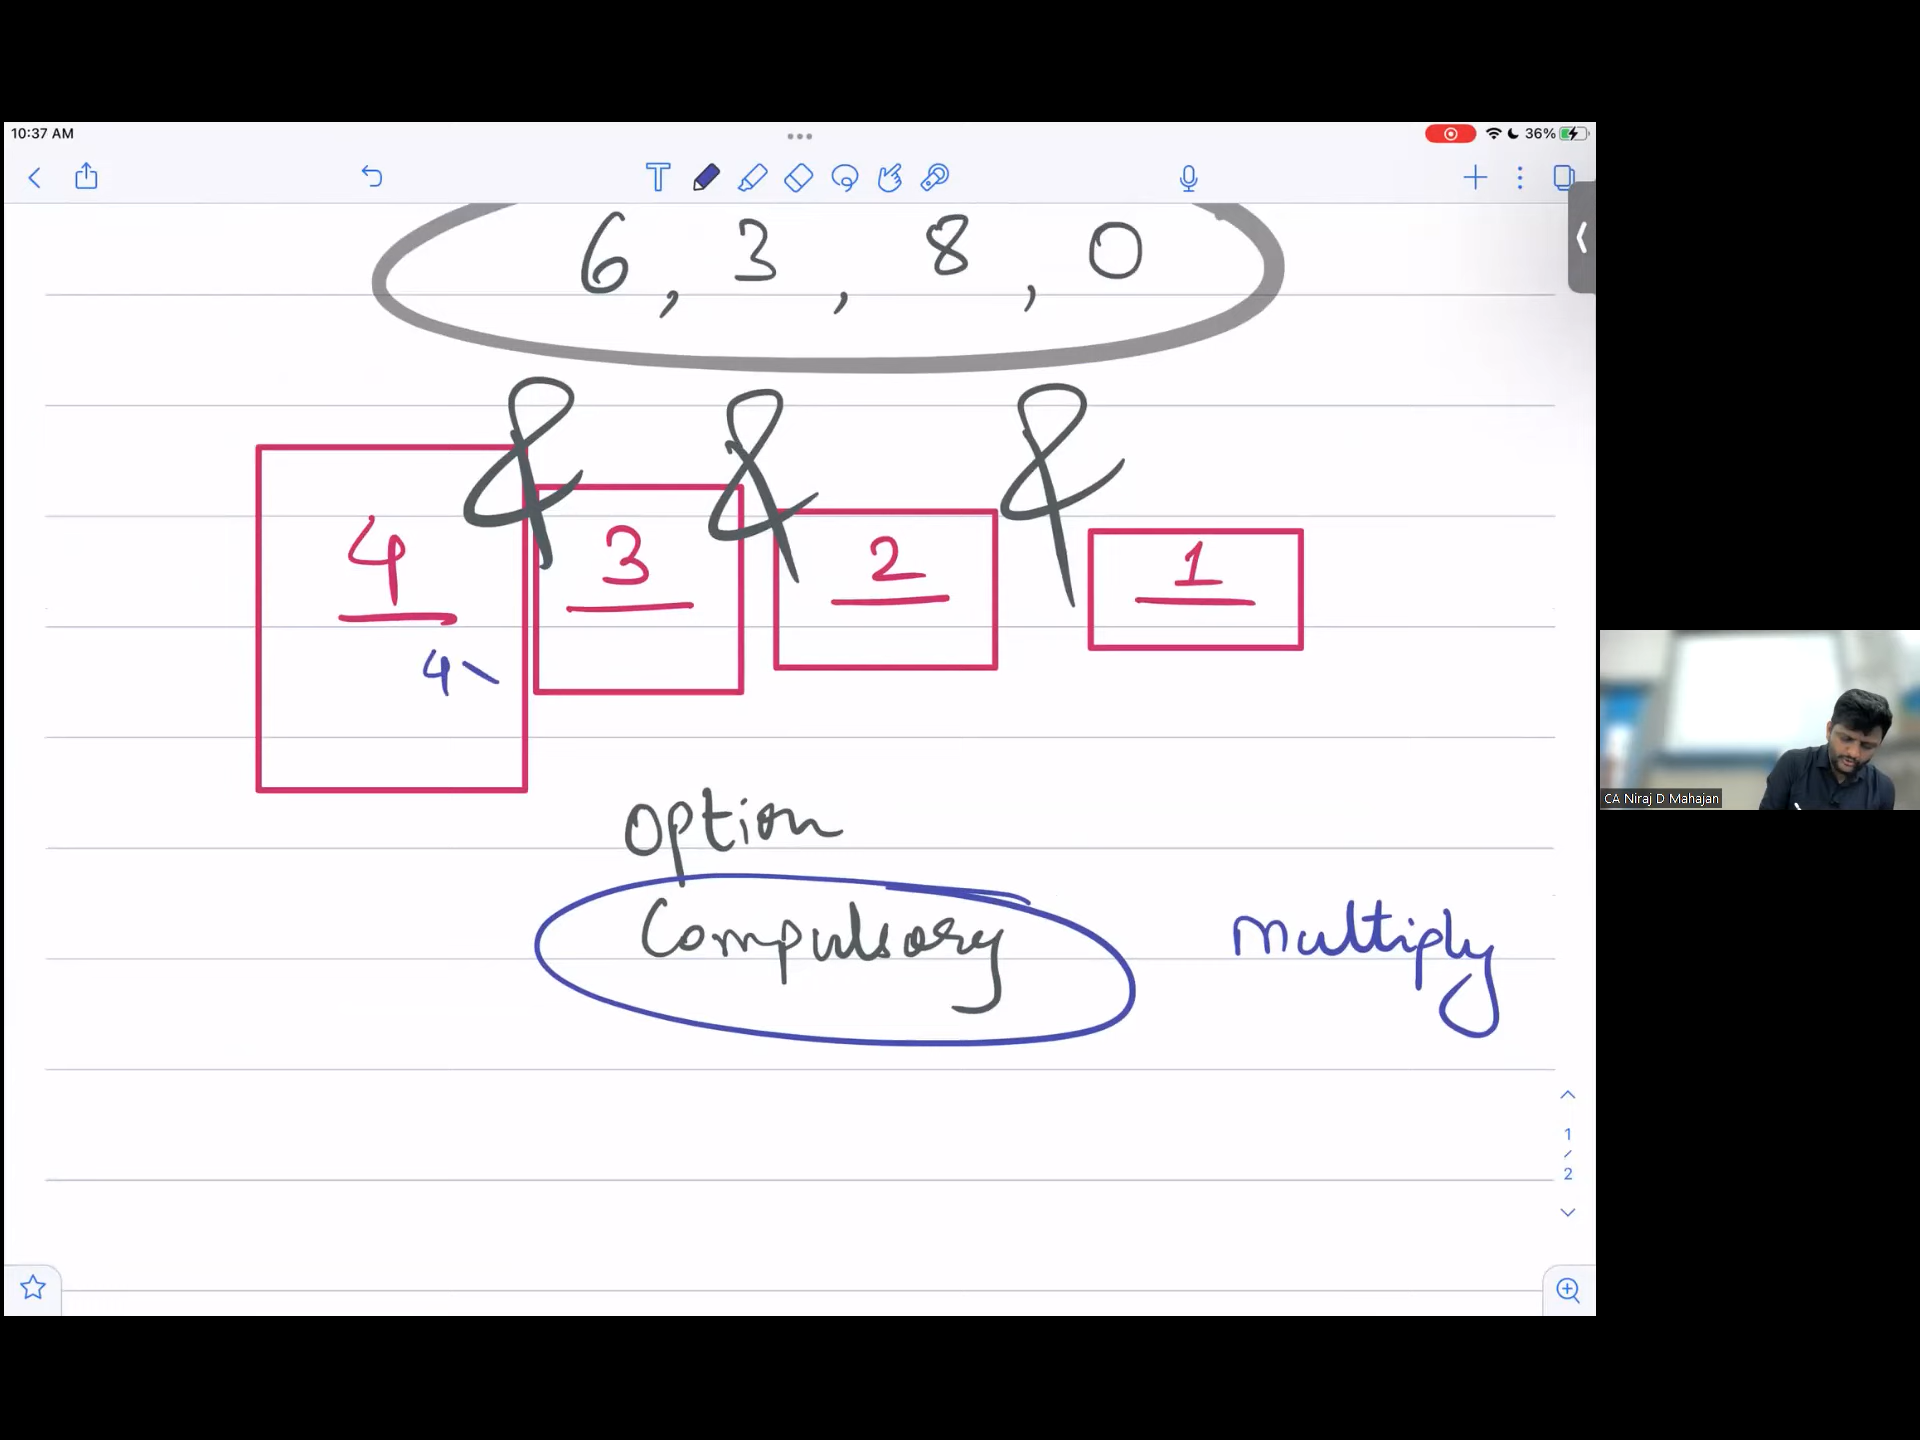 10:37 AM
36%
6, 3, 8, 0
& & &
4 3 2 1
4
option
Compulsory
Multiply
CA Niraj D Mahajan
1
/
2